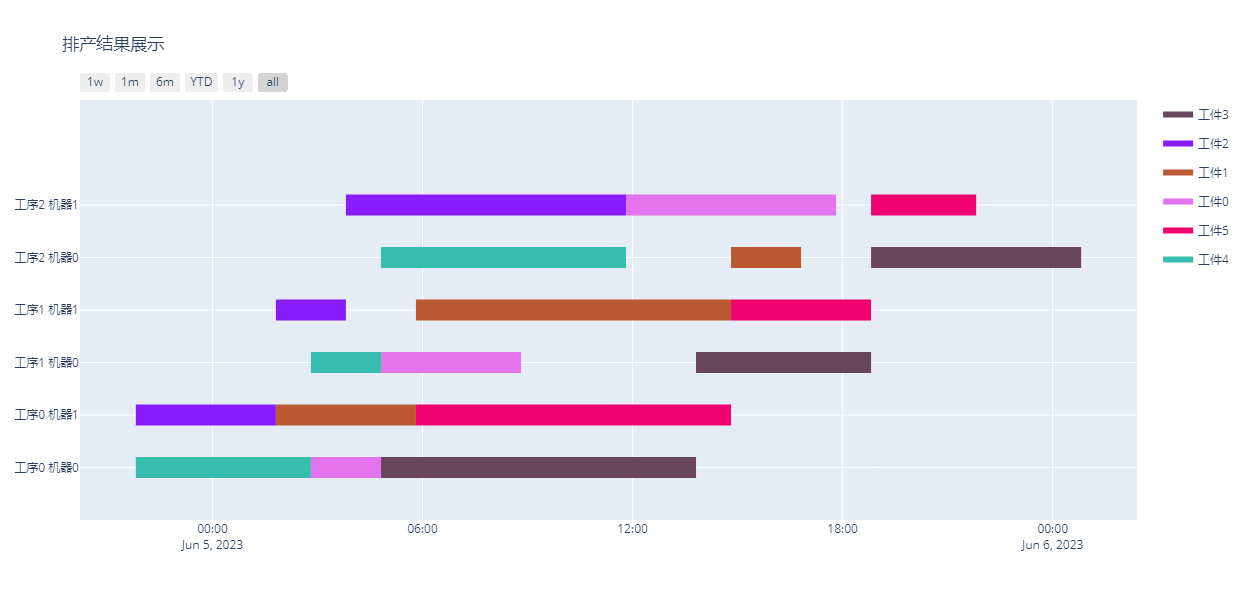 排产结果展示
1w 1m 6m YTD 1y all
工件3
工件2
工件1
工件0
工件5
工件4
工序2 机器1
工序2 机器0
工序1 机器1
工序1 机器0
工序0 机器1
工序0 机器0
00:00 06:00 12:00 18:00 00:00
Jun 5, 2023 Jun 6, 2023